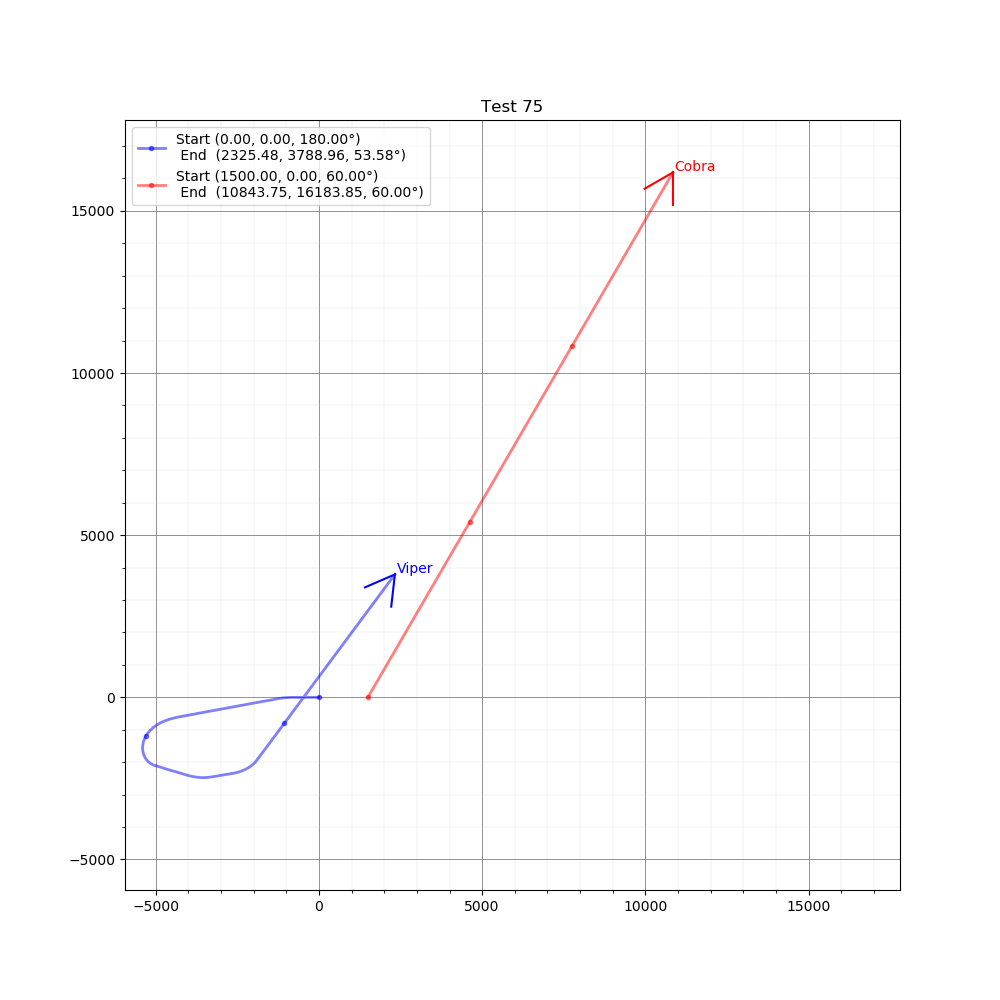 Test 75
Start (0.00, 0.00, 180.00°)
End (2325.48, 3788.96, 53.58°)
Start (1500.00, 0.00, 60.00°)
End (10843.75, 16183.85, 60.00°)
Cobra
Viper
15000
10000
5000
0
−5000
−5000
0
5000
10000
15000